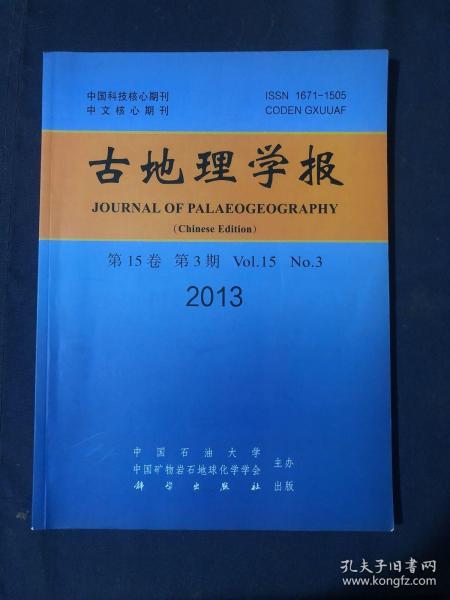 中国科技核心期刊
中文核心期刊
ISSN 1671-1505
CODEN GXUUAF
古地理学报
JOURNAL OF PALAEOGEOGRAPHY
(Chinese Edition)
第15卷 第3期 Vol.15 No.3
2013
中国石油大学
中国矿物岩石地球化学学会 主办
科学出版社 出版
孔夫子旧书网
www.kongfz.com